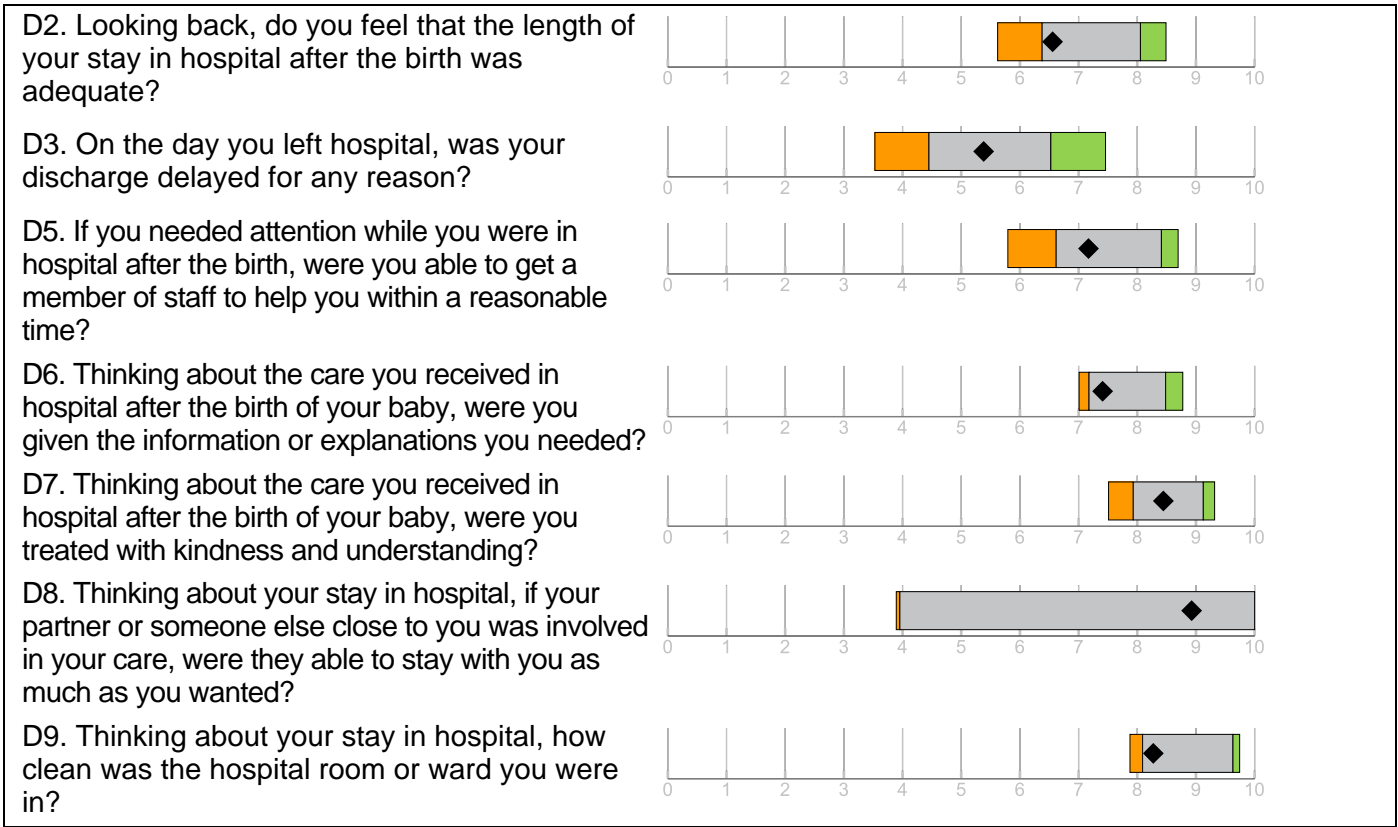 D2. Looking back, do you feel that the length of
your stay in hospital after the birth was
adequate?
0 1 2 3 4 5 6 7 8 9 10
D3. On the day you left hospital, was your
discharge delayed for any reason?
0 1 2 3 4 5 6 7 8 9 10
D5. If you needed attention while you were in
hospital after the birth, were you able to get a
member of staff to help you within a reasonable
time?
0 1 2 3 4 5 6 7 8 9 10
D6. Thinking about the care you received in
hospital after the birth of your baby, were you
given the information or explanations you needed?
0 1 2 3 4 5 6 7 8 9 10
D7. Thinking about the care you received in
hospital after the birth of your baby, were you
treated with kindness and understanding?
0 1 2 3 4 5 6 7 8 9 10
D8. Thinking about your stay in hospital, if your
partner or someone else close to you was involved
in your care, were they able to stay with you as
much as you wanted?
0 1 2 3 4 5 6 7 8 9 10
D9. Thinking about your stay in hospital, how
clean was the hospital room or ward you were
in?
0 1 2 3 4 5 6 7 8 9 10